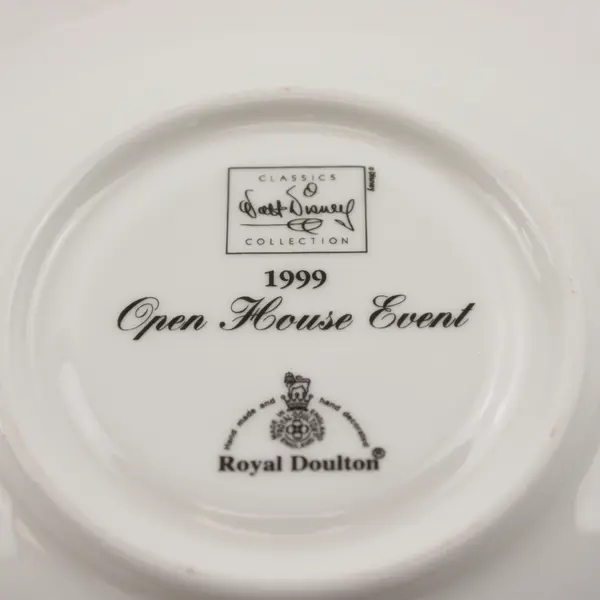 CLASSICS
Walt Disney
COLLECTION
© Disney
1999
Open House Event
Hand made and hand decorated
Royal Doulton®